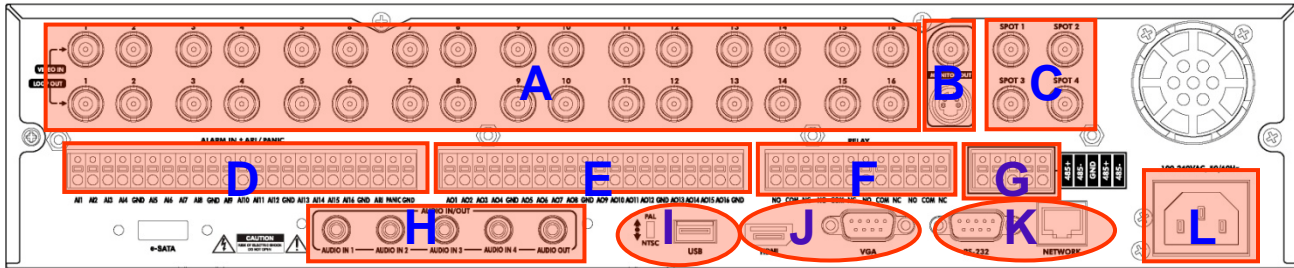 1 2 3 4 5 6 7 8 9 10 11 12 13 14 15 16
VIDEO IN
LOOP OUT
1 2 3 4 5 6 7 8 9 10 11 12 13 14 15 16
A
MONITOR OUT
B
SPOT 1 SPOT 2
SPOT 3 SPOT 4
C
ALARM IN + ARI / PANIC
RELAY
D
E
F
G
485+ 485- GND 485+ 485-
100-240VAC 50/60Hz
AI1 AI2 AI3 AI4 GND AI5 AI6 AI7 AI8 GND AI9 AI10 AI11 AI12 GND AI13 AI14 AI15 AI16 GND ARI PANIC GND
AO1 AO2 AO3 AO4 GND AO5 AO6 AO7 AO8 GND AO9 AO10 AO11 AO12 GND AO13 AO14 AO15 AO16 GND
NO COM NC NO COM NC NO COM NC NO COM NC
e-SATA
CAUTION
AUDIO IN/OUT
H
AUDIO IN 1 AUDIO IN 2 AUDIO IN 3 AUDIO IN 4 AUDIO OUT
PAL
NTSC
I
USB
HDMI
J
VGA
RS-232
K
NETWORK
L